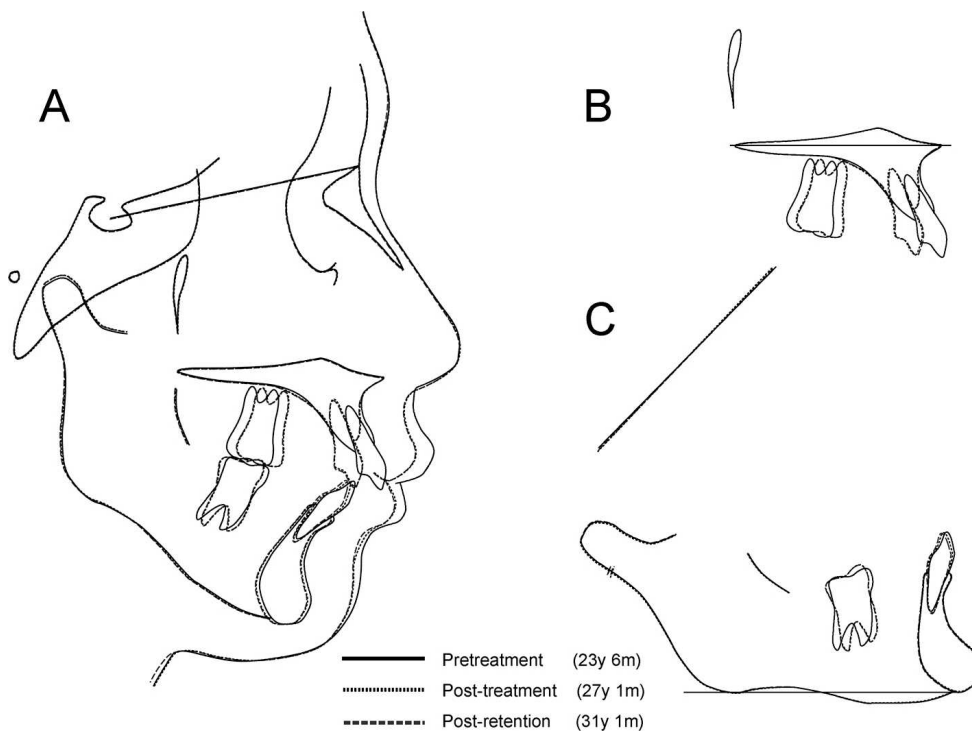 A
B
C
Pretreatment (23y 6m)
Post-treatment (27y 1m)
Post-retention (31y 1m)